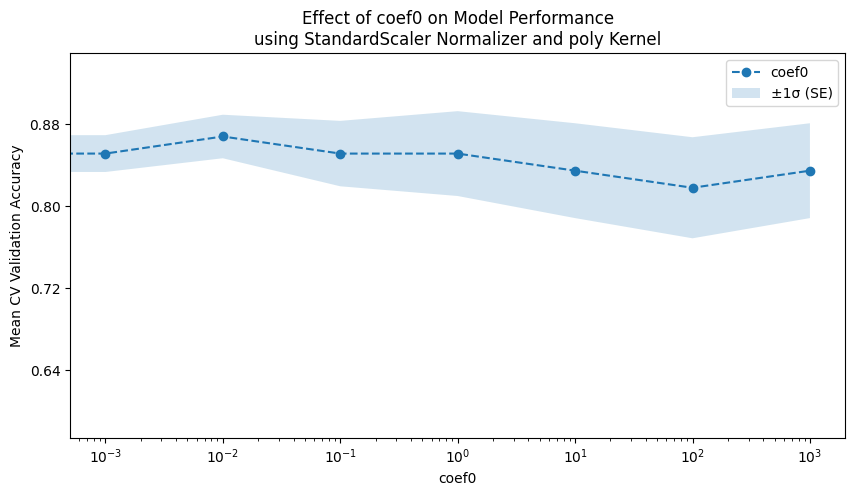 Effect of coef0 on Model Performance
using StandardScaler Normalizer and poly Kernel
coef0
±1σ (SE)
Mean CV Validation Accuracy
0.88
0.80
0.72
0.64
10⁻³ 10⁻² 10⁻¹ 10⁰ 10¹ 10² 10³
coef0